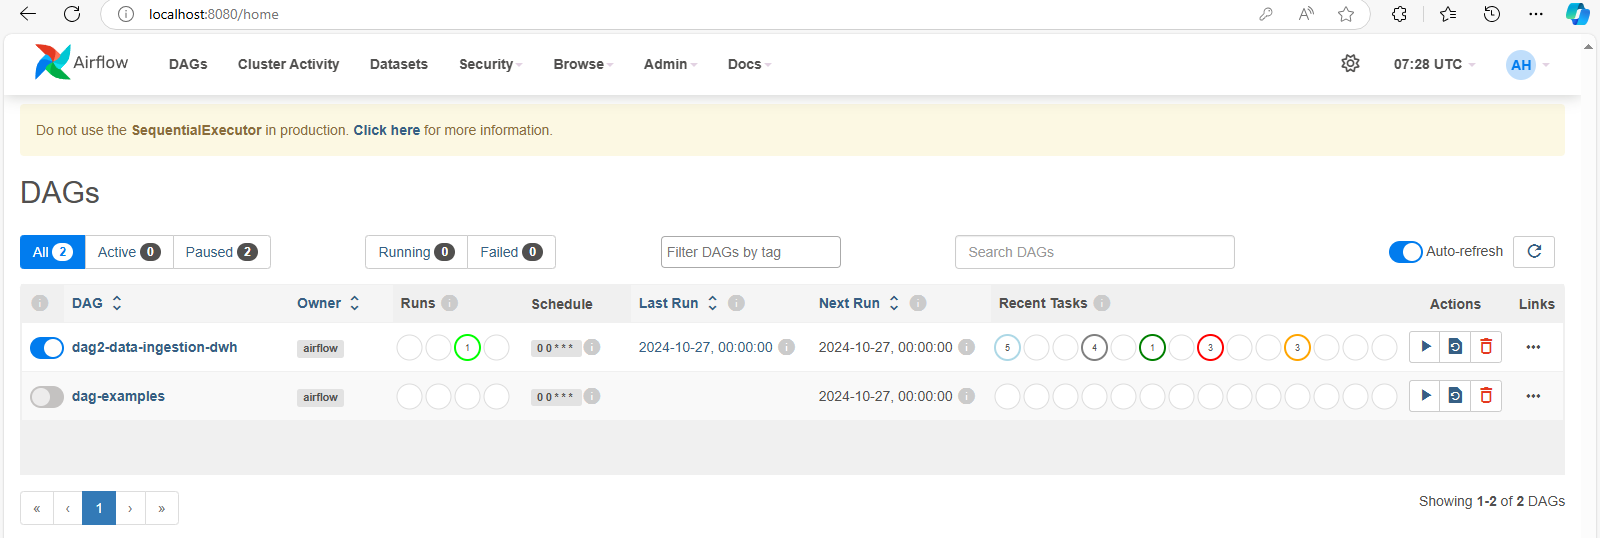 localhost:8080/home
Airflow DAGs Cluster Activity Datasets Security Browse Admin Docs 07:28 UTC AH
Do not use the SequentialExecutor in production. Click here for more information.
DAGs
All 2 Active 0 Paused 2 Running 0 Failed 0 Filter DAGs by tag Search DAGs Auto-refresh
i DAG Owner Runs i Schedule Last Run i Next Run i Recent Tasks i Actions Links
dag2-data-ingestion-dwh airflow 1 0 0 * * * i 2024-10-27, 00:00:00 i 2024-10-27, 00:00:00 i 5 4 1 3 3
dag-examples airflow 0 0 * * * i 2024-10-27, 00:00:00 i
« ‹ 1 › » Showing 1-2 of 2 DAGs